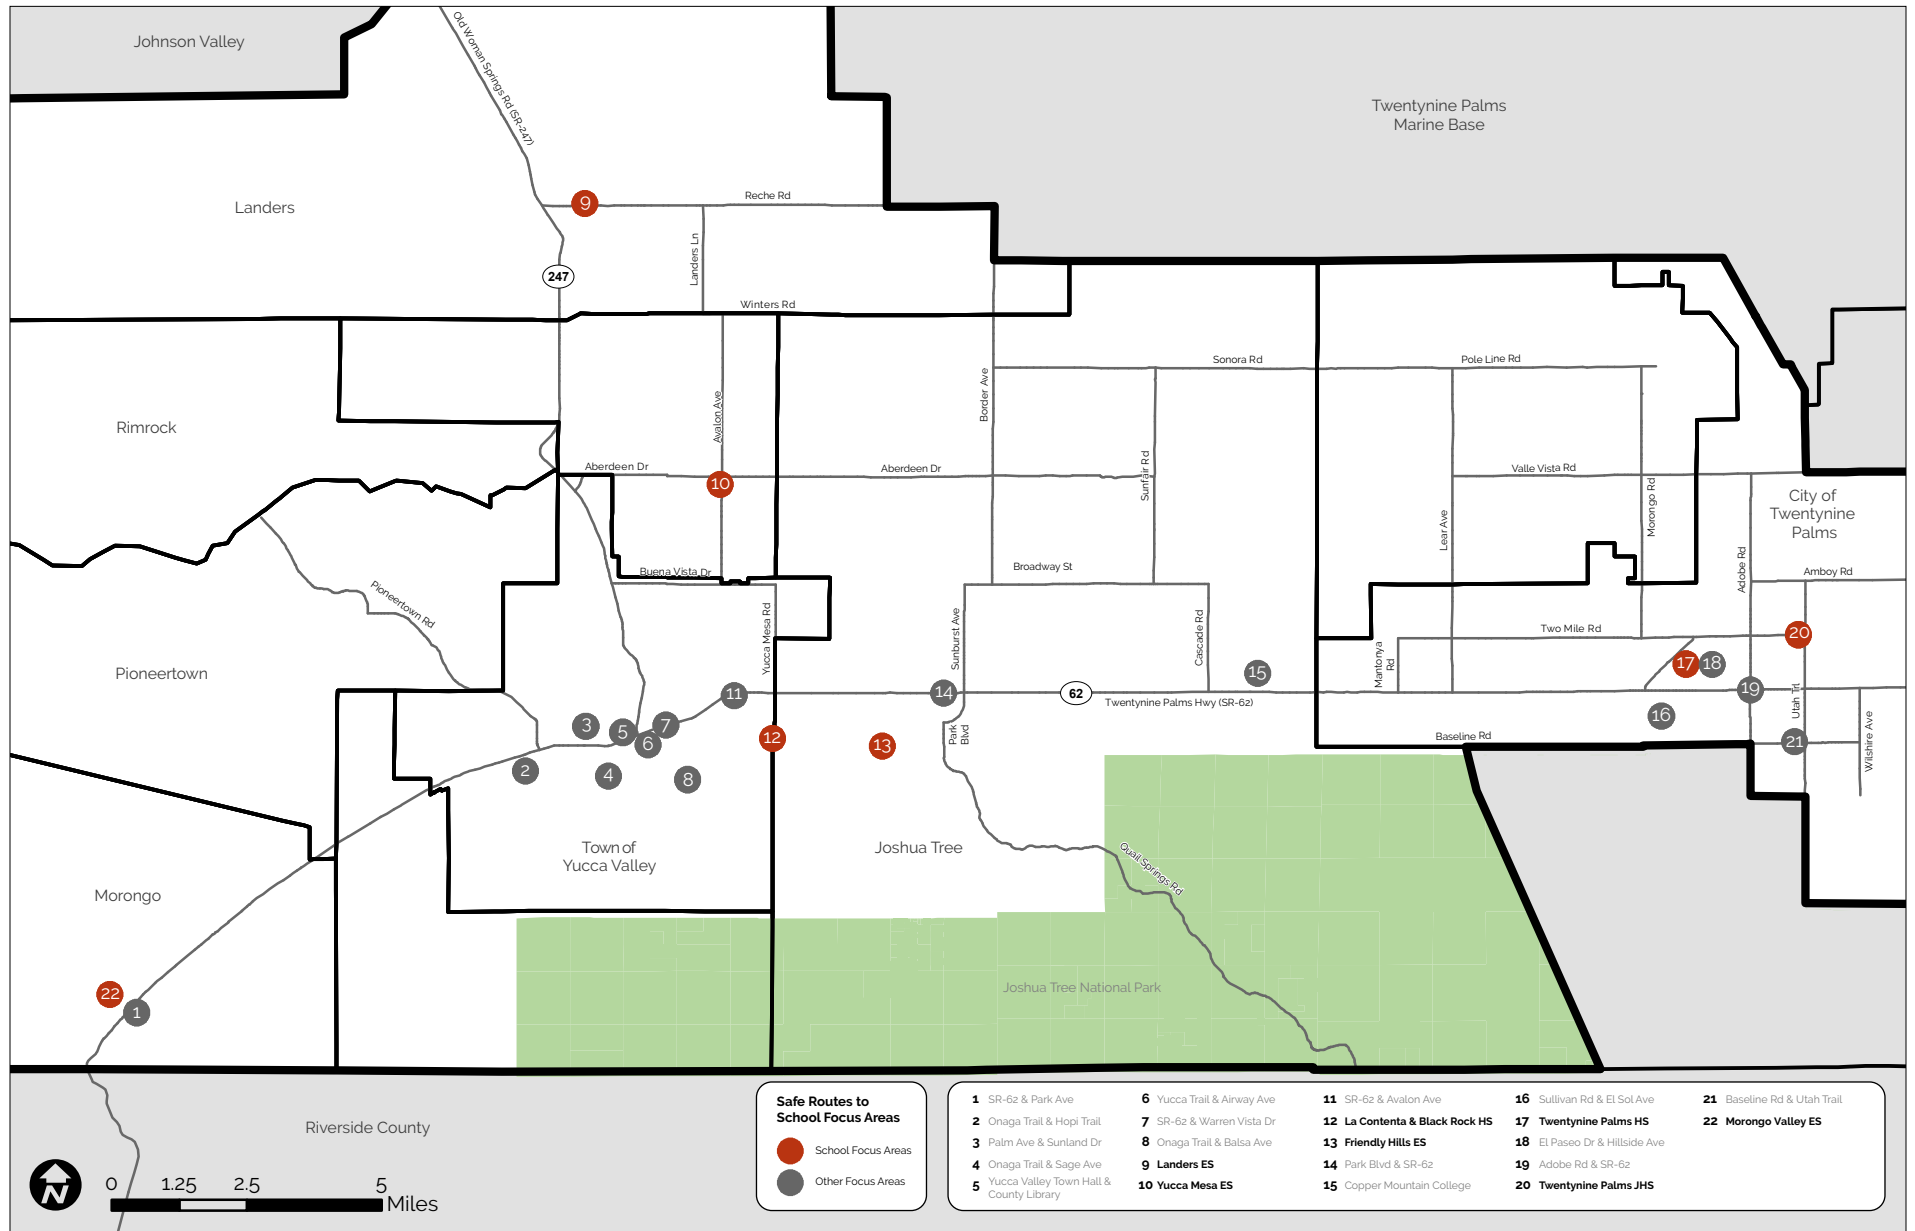 Johnson Valley
Old Woman Springs Rd (SR-247)
Twentynine Palms
Marine Base
Landers
9
Reche Rd
Landers Ln
247
Winters Rd
Sonora Rd
Pole Line Rd
Border Ave
Avalon Ave
Rimrock
Aberdeen Dr
10
Aberdeen Dr
Sunfair Rd
Valle Vista Rd
Morongo Rd
Lear Ave
City of
Twentynine
Palms
Adobe Rd
Buena Vista Dr
Broadway St
Amboy Rd
Pioneertown Rd
Yucca Mesa Rd
Sunburst Ave
Cascade Rd
Mantonya
Rd
Two Mile Rd
20
Pioneertown
15
17
18
11
14
62
Twentynine Palms Hwy (SR-62)
19
Utah Trl
16
3
5
7
6
12
13
Park
Blvd
Baseline Rd
21
Wilshire Ave
2
4
8
Town of
Yucca Valley
Joshua Tree
Quail Springs Rd
Morongo
22
1
Joshua Tree National Park
Riverside County
N
0 1.25 2.5 5
Miles
Safe Routes to
School Focus Areas
School Focus Areas
Other Focus Areas
1 SR-62 & Park Ave
2 Onaga Trail & Hopi Trail
3 Palm Ave & Sunland Dr
4 Onaga Trail & Sage Ave
5 Yucca Valley Town Hall &
County Library
6 Yucca Trail & Airway Ave
7 SR-62 & Warren Vista Dr
8 Onaga Trail & Balsa Ave
9 Landers ES
10 Yucca Mesa ES
11 SR-62 & Avalon Ave
12 La Contenta & Black Rock HS
13 Friendly Hills ES
14 Park Blvd & SR-62
15 Copper Mountain College
16 Sullivan Rd & El Sol Ave
17 Twentynine Palms HS
18 El Paseo Dr & Hillside Ave
19 Adobe Rd & SR-62
20 Twentynine Palms JHS
21 Baseline Rd & Utah Trail
22 Morongo Valley ES